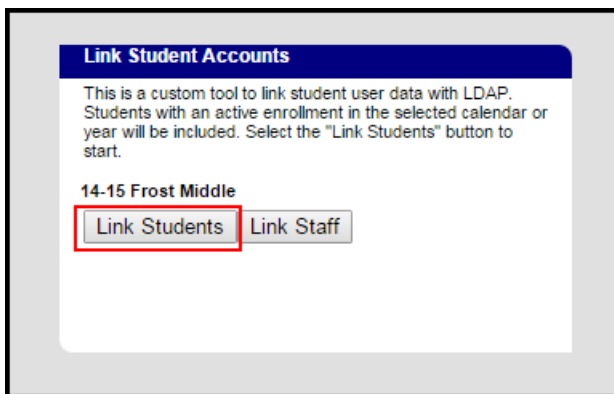 Link Student Accounts
This is a custom tool to link student user data with LDAP.
Students with an active enrollment in the selected calendar or
year will be included. Select the "Link Students" button to
start.
14-15 Frost Middle
Link Students Link Staff